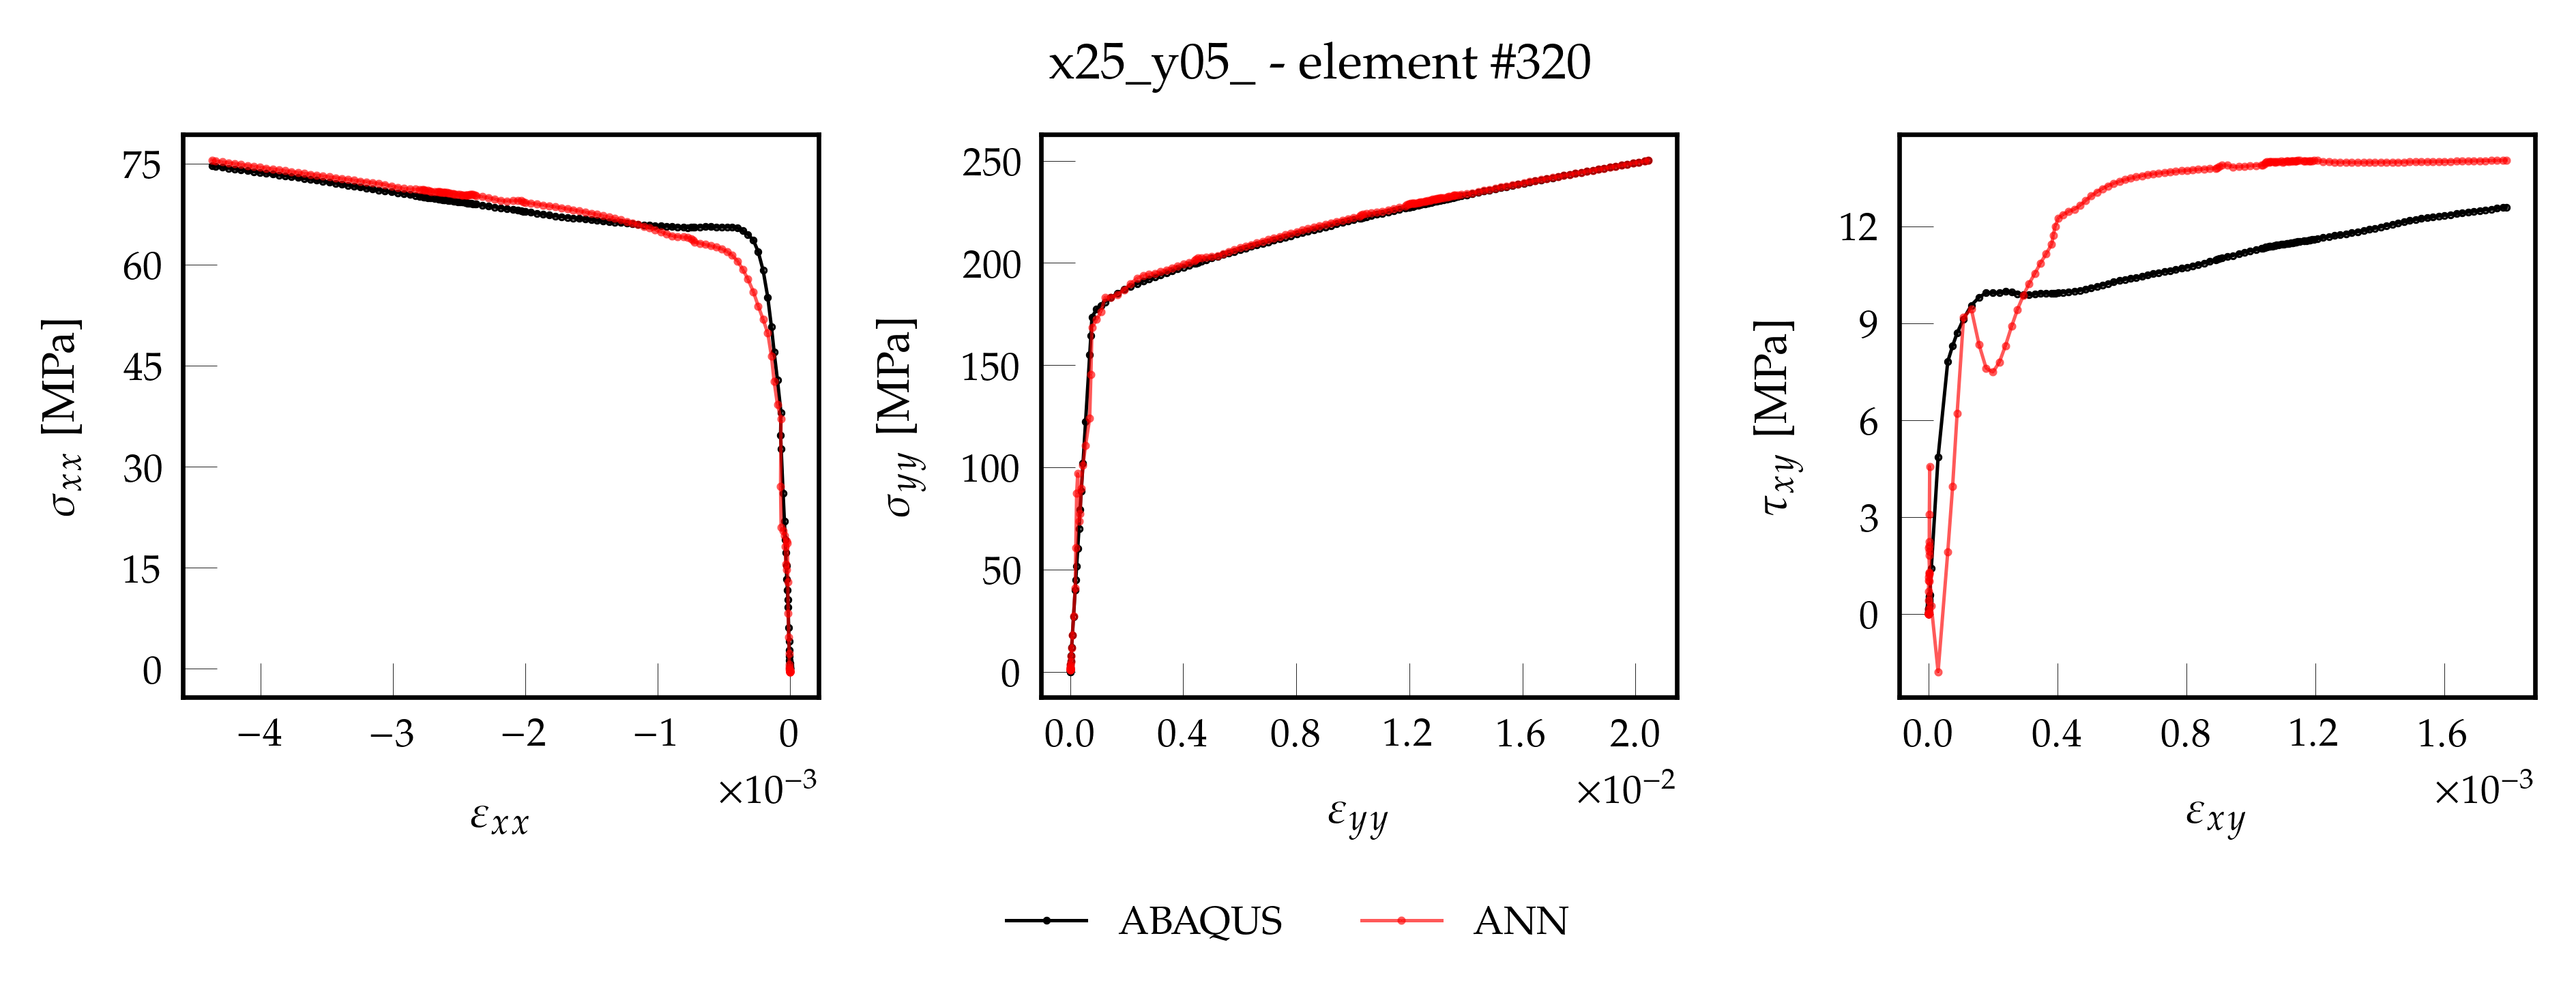 x25_y05_ - element #320
σxx [MPa]
75
60
45
30
15
0
−4 −3 −2 −1 0
×10−3
εxx
σyy [MPa]
250
200
150
100
50
0
0.0 0.4 0.8 1.2 1.6 2.0
×10−2
εyy
τxy [MPa]
12
9
6
3
0
0.0 0.4 0.8 1.2 1.6
×10−3
εxy
ABAQUS ANN